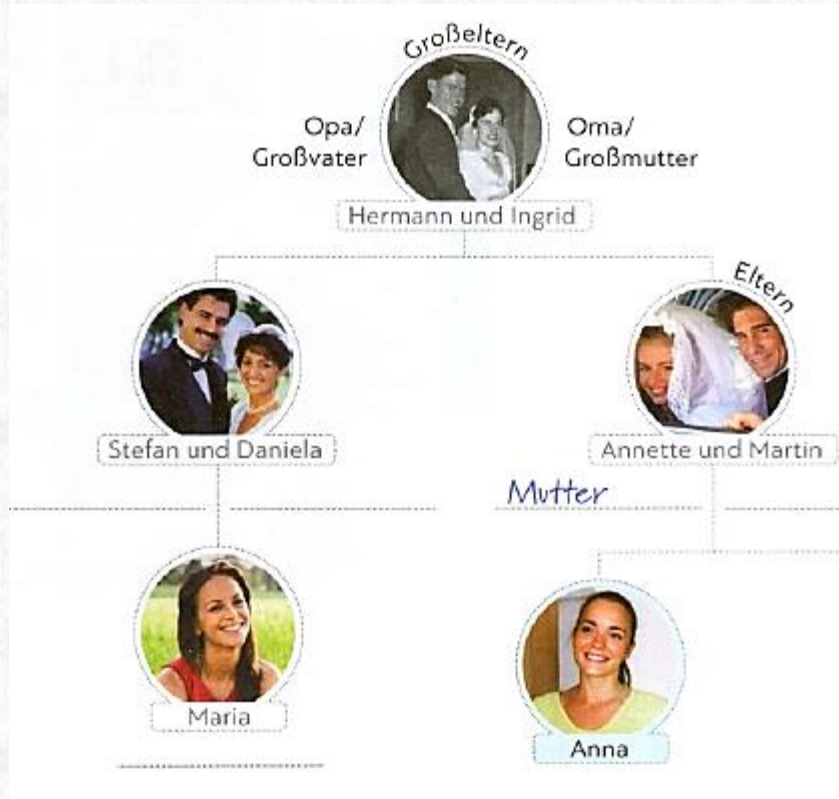 Großeltern
Opa/
Großvater
Oma/
Großmutter
Hermann und Ingrid
Eltern
Stefan und Daniela
Annette und Martin
Mutter
Maria
Anna